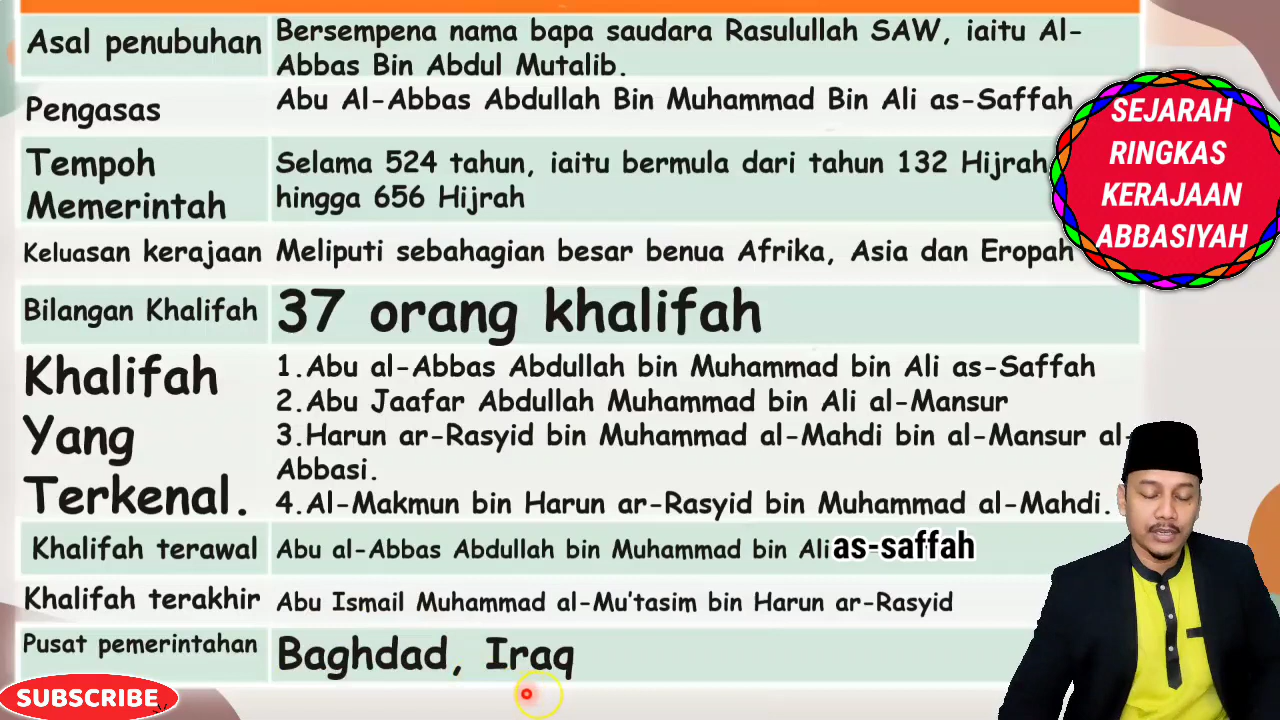 Asal penubuhan
Bersempena nama bapa saudara Rasulullah SAW, iaitu Al-
Abbas Bin Abdul Mutalib.
Pengasas
Abu Al-Abbas Abdullah Bin Muhammad Bin Ali as-Saffah
Tempoh
Memerintah
Selama 524 tahun, iaitu bermula dari tahun 132 Hijrah
hingga 656 Hijrah
Keluasan kerajaan
Meliputi sebahagian besar benua Afrika, Asia dan Eropah
Bilangan Khalifah
37 orang khalifah
Khalifah
Yang
Terkenal.
1.Abu al-Abbas Abdullah bin Muhammad bin Ali as-Saffah
2.Abu Jaafar Abdullah Muhammad bin Ali al-Mansur
3.Harun ar-Rasyid bin Muhammad al-Mahdi bin al-Mansur al-
Abbasi.
4.Al-Makmun bin Harun ar-Rasyid bin Muhammad al-Mahdi.
Khalifah terawal
Abu al-Abbas Abdullah bin Muhammad bin Ali as-saffah
Khalifah terakhir
Abu Ismail Muhammad al-Mu'tasim bin Harun ar-Rasyid
Pusat pemerintahan
Baghdad, Iraq
SEJARAH
RINGKAS
KERAJAAN
ABBASIYAH
SUBSCRIBE